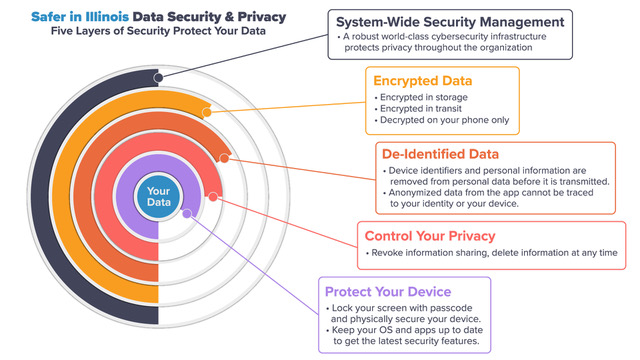 Safer in Illinois Data Security & Privacy
Five Layers of Security Protect Your Data
System-Wide Security Management
• A robust world-class cybersecurity infrastructure
protects privacy throughout the organization
Encrypted Data
• Encrypted in storage
• Encrypted in transit
• Decrypted on your phone only
De-Identified Data
• Device identifiers and personal information are
removed from personal data before it is transmitted.
• Anonymized data from the app cannot be traced
to your identity or your device.
Your
Data
Control Your Privacy
• Revoke information sharing, delete information at any time
Protect Your Device
• Lock your screen with passcode
and physically secure your device.
• Keep your OS and apps up to date
to get the latest security features.